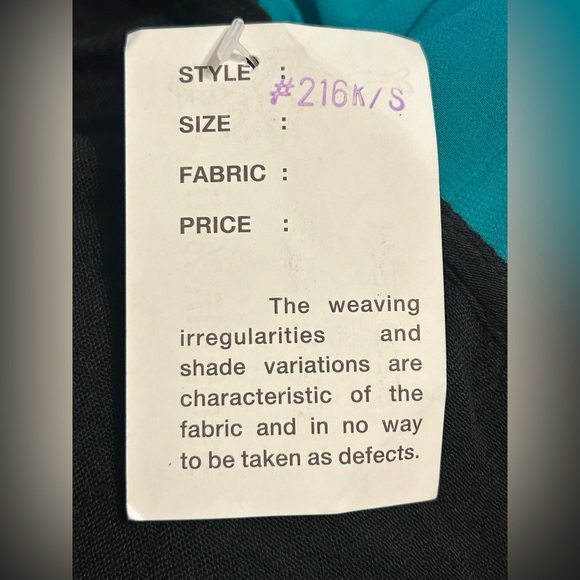 STYLE : #216K/S
SIZE :
FABRIC :
PRICE :
The weaving
irregularities and
shade variations are
characteristic of the
fabric and in no way
to be taken as defects.